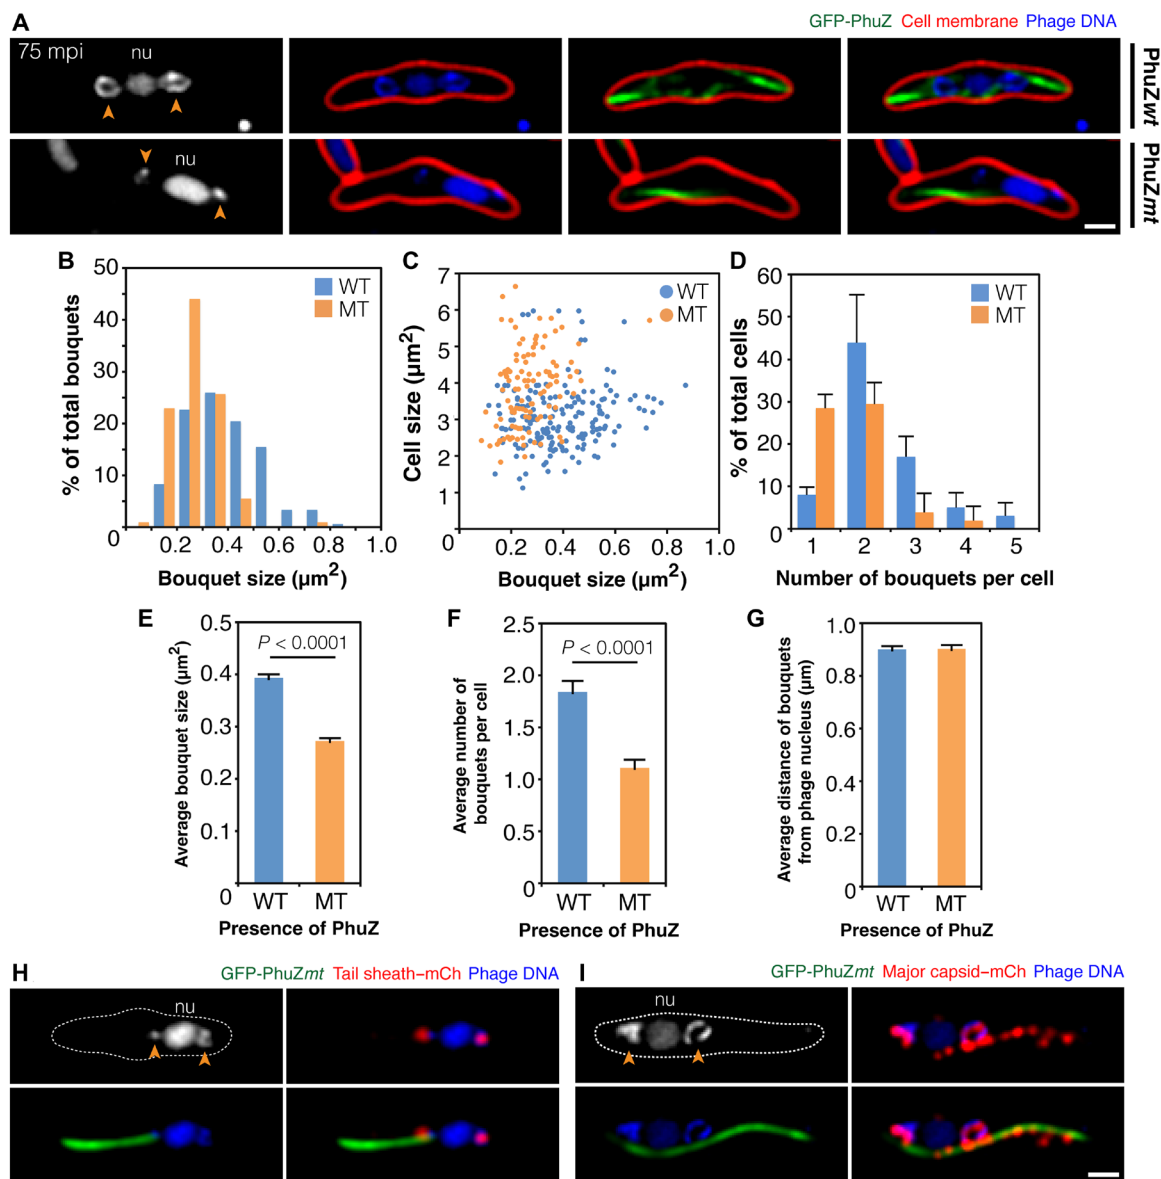 A
GFP-PhuZ Cell membrane Phage DNA
75 mpi
nu
PhuZwt
nu
PhuZmt
B
50
40
30
20
10
0
0.2 0.4 0.6 0.8 1.0
% of total bouquets
Bouquet size (µm2)
WT
MT
C
7
6
5
4
3
2
1
0
0.2 0.4 0.6 0.8 1.0
Cell size (µm2)
Bouquet size (µm2)
WT
MT
D
60
50
40
30
20
10
0
1 2 3 4 5
% of total cells
Number of bouquets per cell
WT
MT
E
0.5
0.4
0.3
0.2
0.1
0
P < 0.0001
Average bouquet size (µm2)
WT MT
Presence of PhuZ
F
2.5
2.0
1.5
1.0
0.5
0
P < 0.0001
Average number of
bouquets per cell
WT MT
Presence of PhuZ
G
1.0
0.8
0.6
0.4
0.2
0
Average distance of bouquets
from phage nucleus (µm)
WT MT
Presence of PhuZ
H
GFP-PhuZmt Tail sheath–mCh Phage DNA
nu
I
GFP-PhuZmt Major capsid–mCh Phage DNA
nu